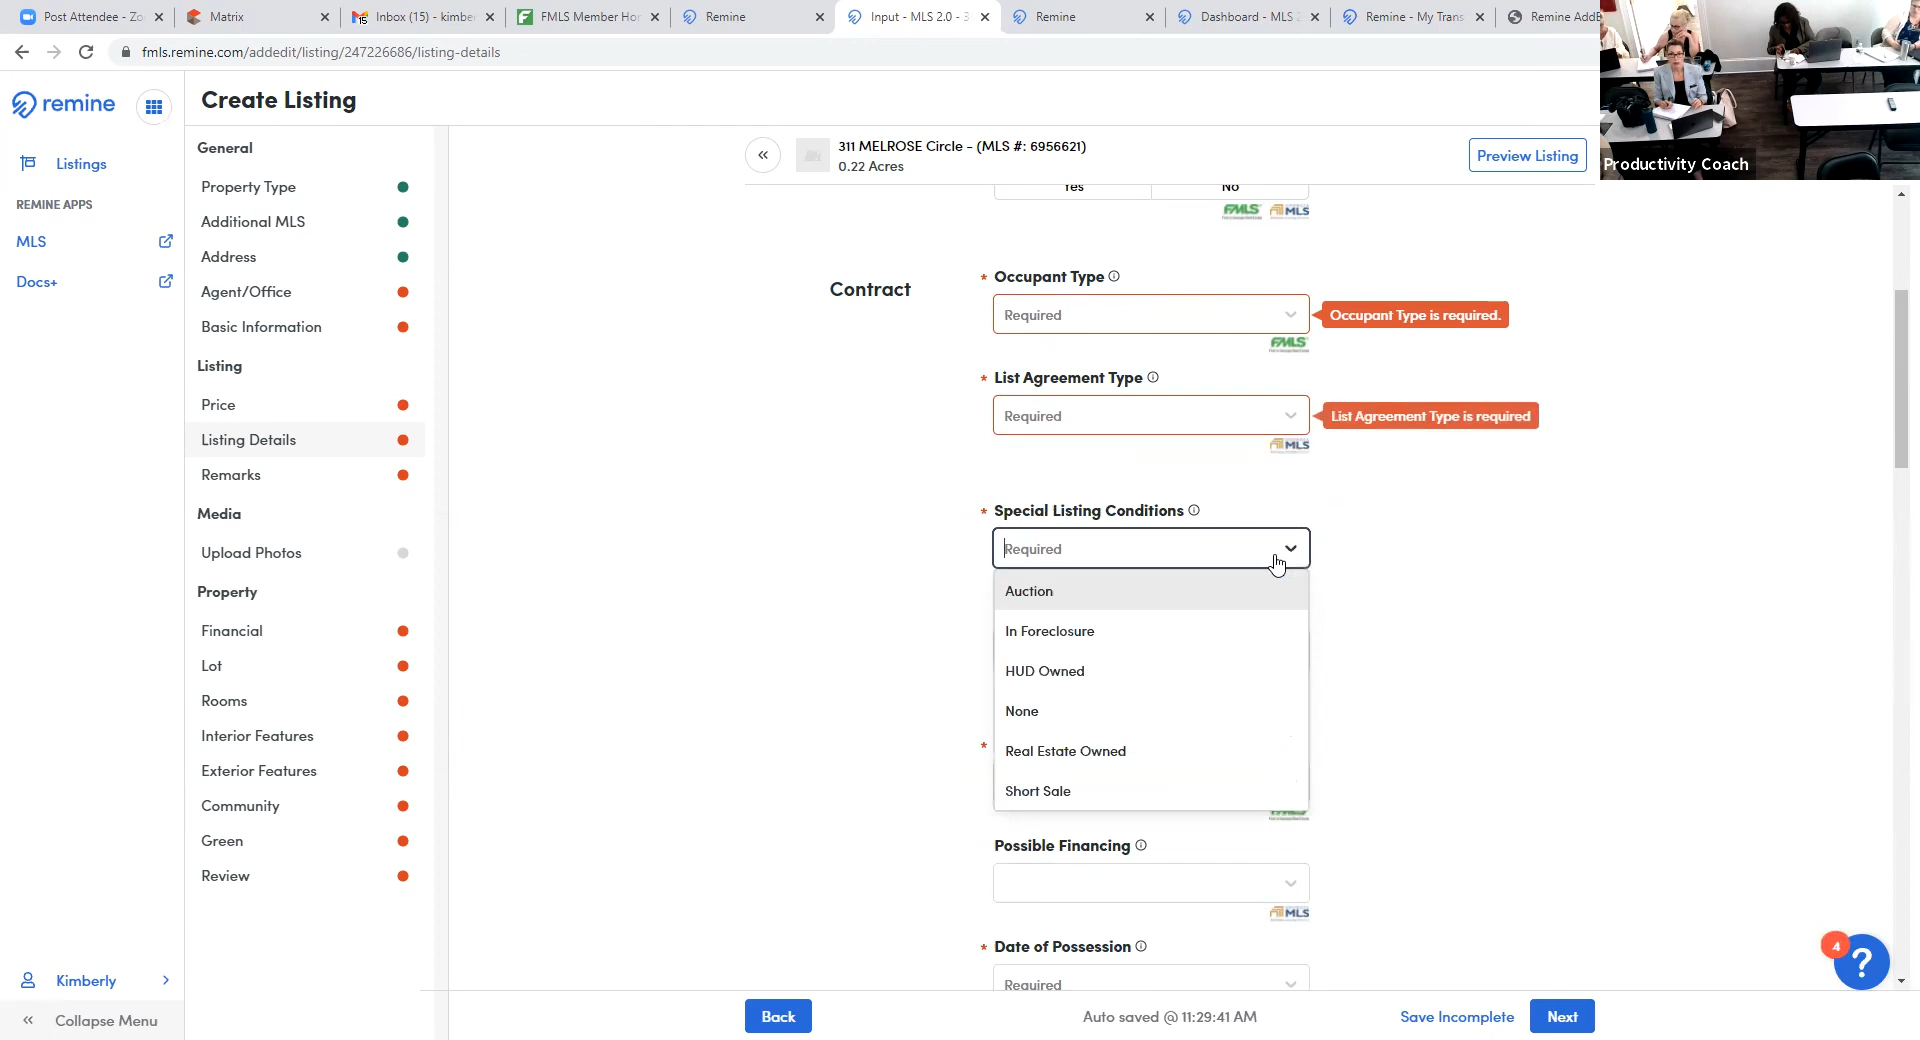 Post Attendee - Zo
Matrix
Inbox (15) - kimbe
FMLS Member Hor
Remine
Input - MLS 2.0 - 3
Remine
Dashboard - MLS 2
Remine - My Trans
Remine AddE
fmls.remine.com/addedit/listing/247226686/listing-details
remine
Create Listing
Listings
REMINE APPS
MLS
Docs+
General
Property Type
Additional MLS
Address
Agent/Office
Basic Information
Listing
Price
Listing Details
Remarks
Media
Upload Photos
Property
Financial
Lot
Rooms
Interior Features
Exterior Features
Community
Green
Review
311 MELROSE Circle - (MLS #: 6956621)
0.22 Acres
Preview Listing
Productivity Coach
Yes No
FMLS MLS
Contract
* Occupant Type
Required
Occupant Type is required.
FMLS
* List Agreement Type
Required
List Agreement Type is required
MLS
* Special Listing Conditions
Required
Auction
In Foreclosure
HUD Owned
None
* Real Estate Owned
Short Sale
FMLS
Possible Financing
MLS
* Date of Possession
Required
4
?
Kimberly
Collapse Menu
Back
Auto saved @ 11:29:41 AM
Save Incomplete
Next